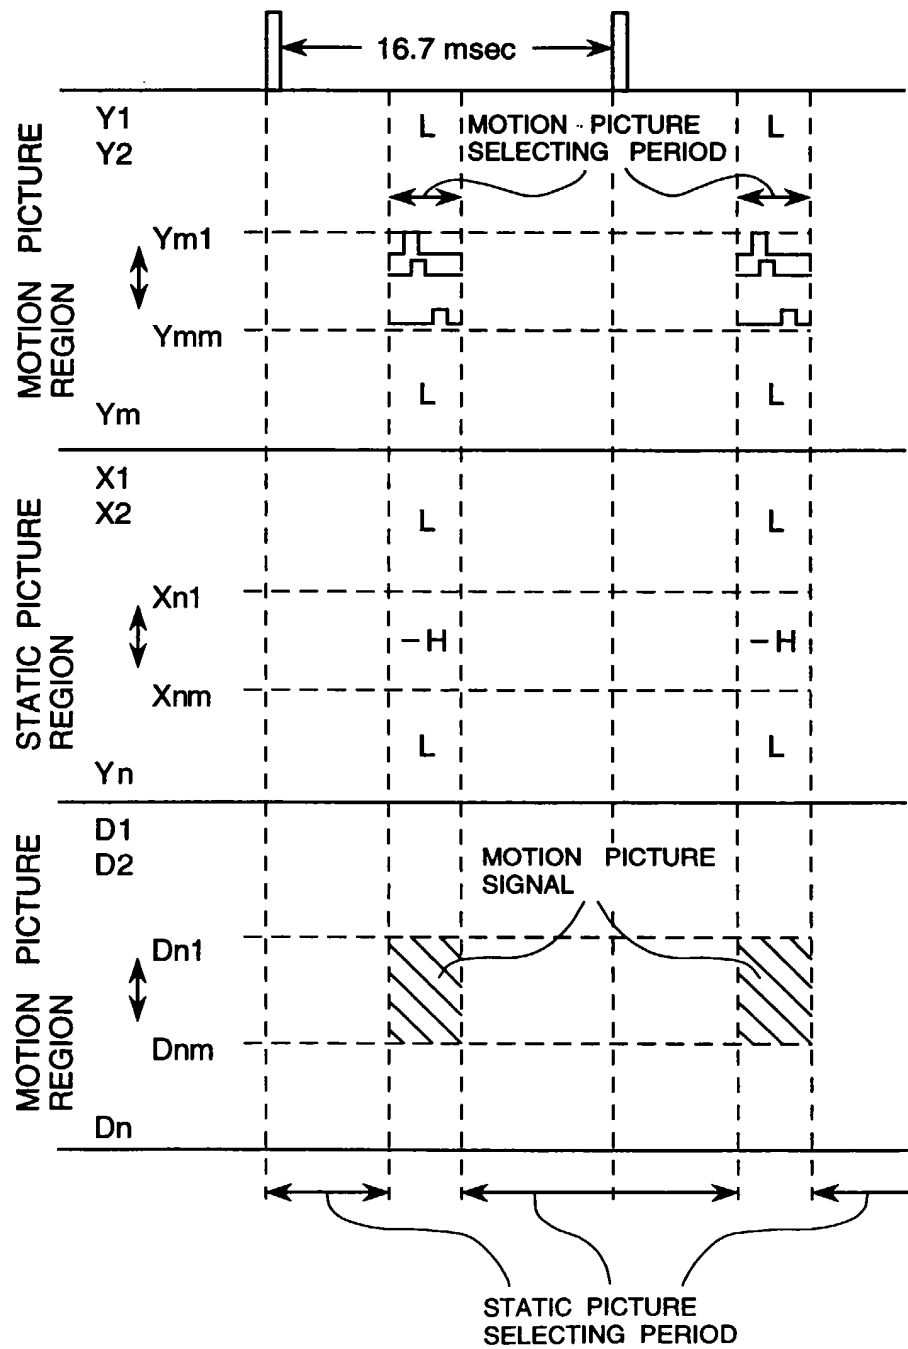 16.7 msec
MOTION PICTURE
REGION
Y1
Y2
L
MOTION PICTURE
SELECTING PERIOD
L
Ym1
Ymm
Ym
L
L
STATIC PICTURE
REGION
X1
X2
L
L
Xn1
–H
–H
Xnm
Yn
L
L
MOTION PICTURE
REGION
D1
D2
MOTION PICTURE
SIGNAL
Dn1
Dnm
Dn
STATIC PICTURE
SELECTING PERIOD